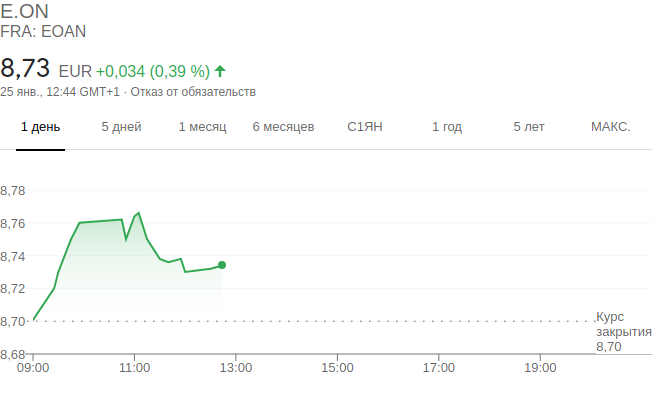 E.ON
FRA: EOAN
8,73 EUR +0,034 (0,39 %)
25 янв., 12:44 GMT+1 · Отказ от обязательств
1 день 5 дней 1 месяц 6 месяцев С1ЯН 1 год 5 лет МАКС.
8,78
8,76
8,74
8,72
8,70
8,68
Курс
закрытия
8,70
09:00 11:00 13:00 15:00 17:00 19:00